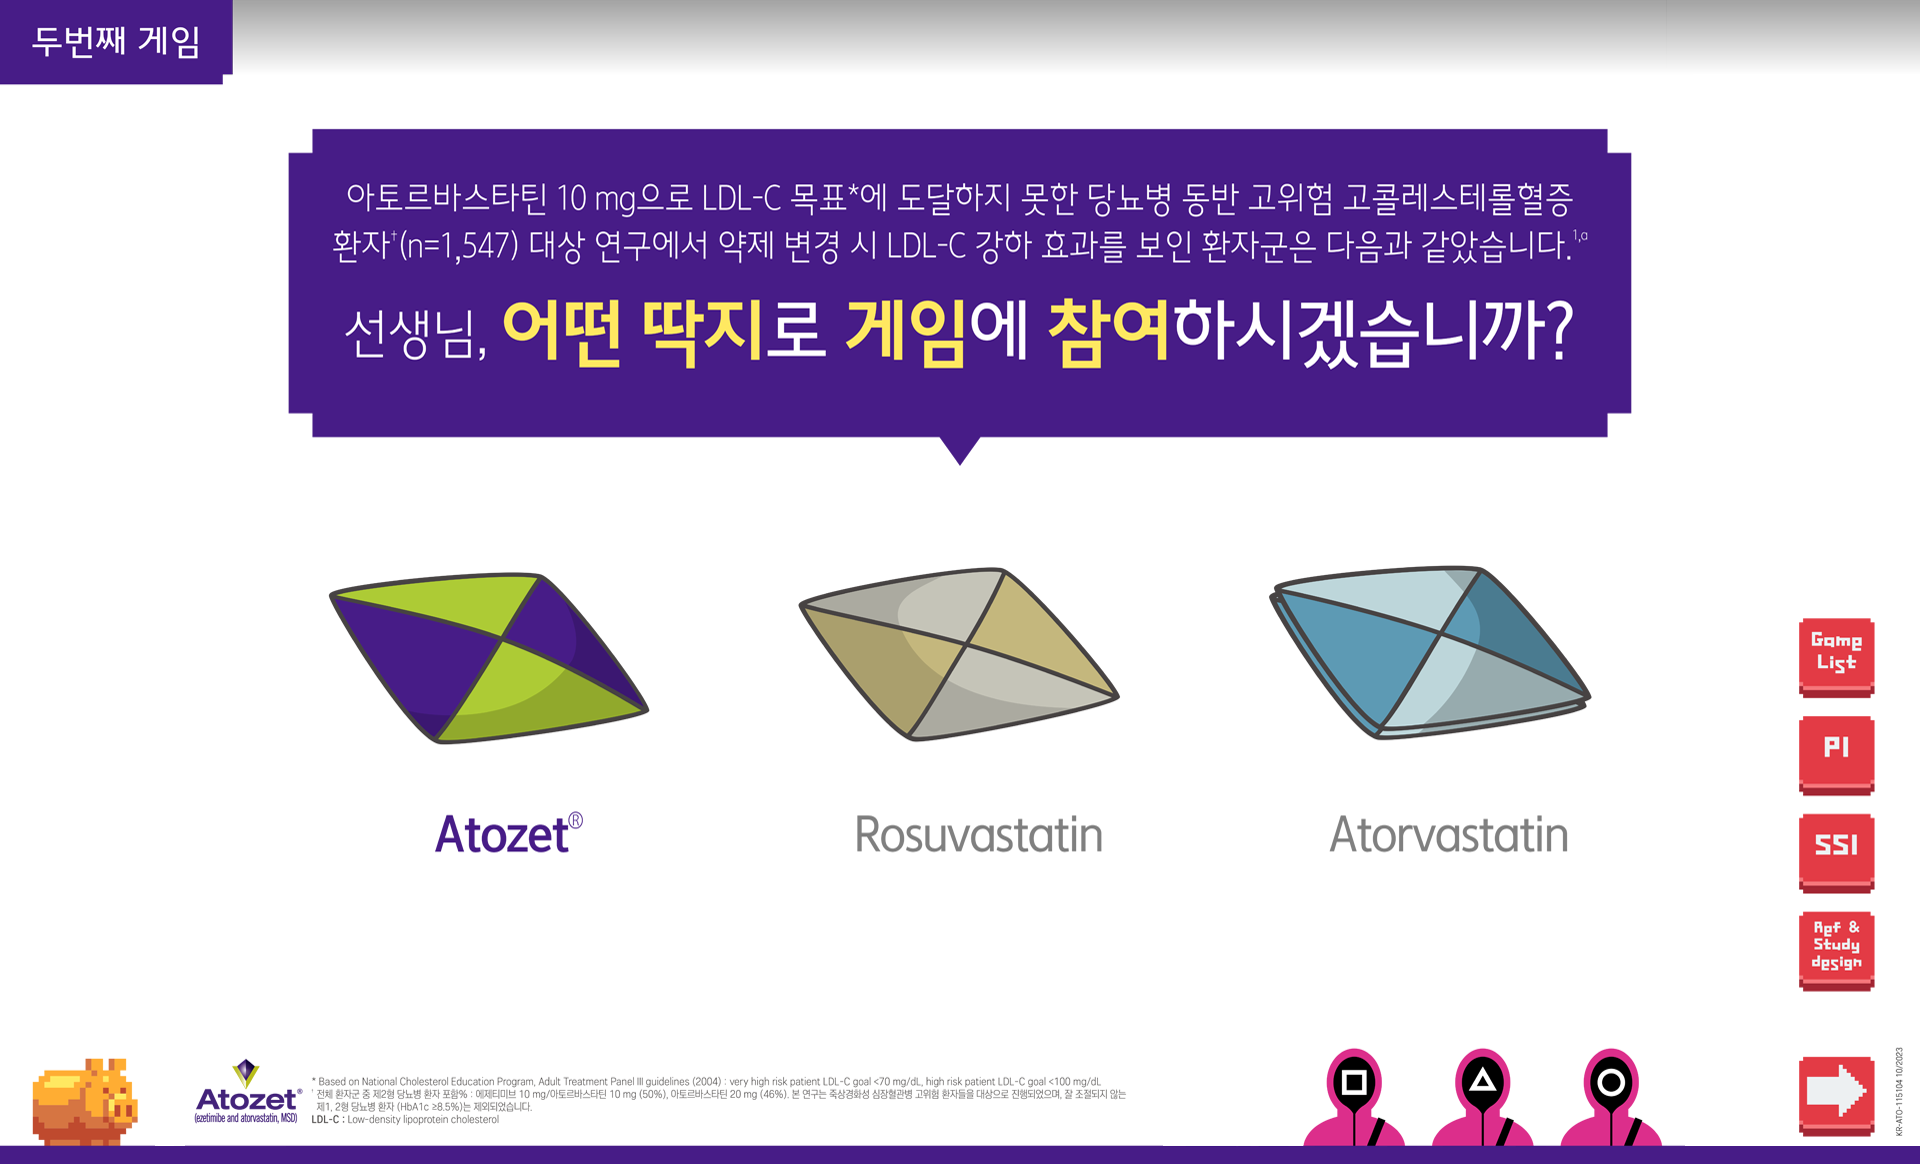 두번째 게임
아토르바스타틴 10 mg으로 LDL-C 목표*에 도달하지 못한 당뇨병 동반 고위험 고콜레스테롤혈증
환자†(n=1,547) 대상 연구에서 약제 변경 시 LDL-C 강하 효과를 보인 환자군은 다음과 같았습니다.1,a
선생님, 어떤 딱지로 게임에 참여하시겠습니까?
Atozet®
Rosuvastatin
Atorvastatin
Game
List
PI
SSI
Ref &
Study
design
Atozet®
(ezetimibe and atorvastatin, MSD)
* Based on National Cholesterol Education Program, Adult Treatment Panel III guidelines (2004) : very high risk patient LDL-C goal <70 mg/dL, high risk patient LDL-C goal <100 mg/dL
† 전체 환자군 중 제2형 당뇨병 환자 포함% : 에제티미브 10 mg/아토르바스타틴 10 mg (50%), 아토르바스타틴 20 mg (46%). 본 연구는 죽상경화성 심장혈관병 고위험 환자들을 대상으로 진행되었으며, 잘 조절되지 않는
제1, 2형 당뇨병 환자 (HbA1c ≥8.5%)는 제외되었습니다.
LDL-C : Low-density lipoprotein cholesterol
KR-ATO-115104 10/2023